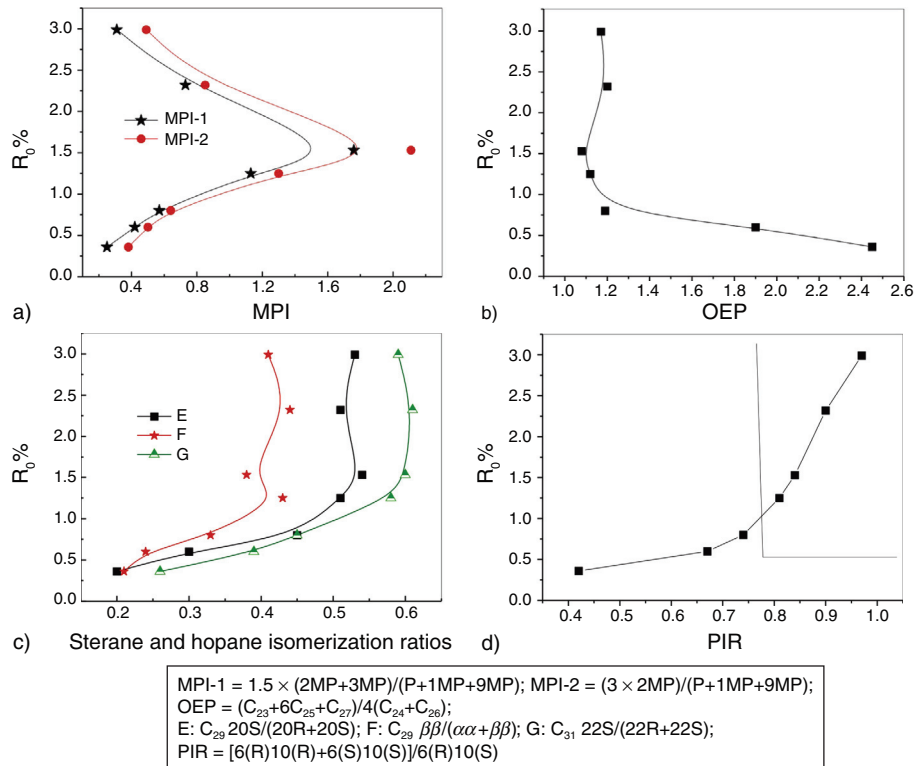 3.0
2.5
2.0
1.5
1.0
0.5
0.0
R₀%
MPI-1
MPI-2
0.4 0.8 1.2 1.6 2.0
a) MPI
3.0
2.5
2.0
1.5
1.0
0.5
0.0
R₀%
1.0 1.2 1.4 1.6 1.8 2.0 2.2 2.4 2.6
b) OEP
3.0
2.5
2.0
1.5
1.0
0.5
0.0
R₀%
E
F
G
0.2 0.3 0.4 0.5 0.6
c) Sterane and hopane isomerization ratios
3.0
2.5
2.0
1.5
1.0
0.5
0.0
R₀%
0.4 0.5 0.6 0.7 0.8 0.9 1.0
d) PIR
MPI-1 = 1.5 × (2MP+3MP)/(P+1MP+9MP); MPI-2 = (3 × 2MP)/(P+1MP+9MP);
OEP = (C₂₃+6C₂₅+C₂₇)/4(C₂₄+C₂₆);
E: C₂₉ 20S/(20R+20S); F: C₂₉ ββ/(αα+ββ); G: C₃₁ 22S/(22R+22S);
PIR = [6(R)10(R)+6(S)10(S)]/6(R)10(S)